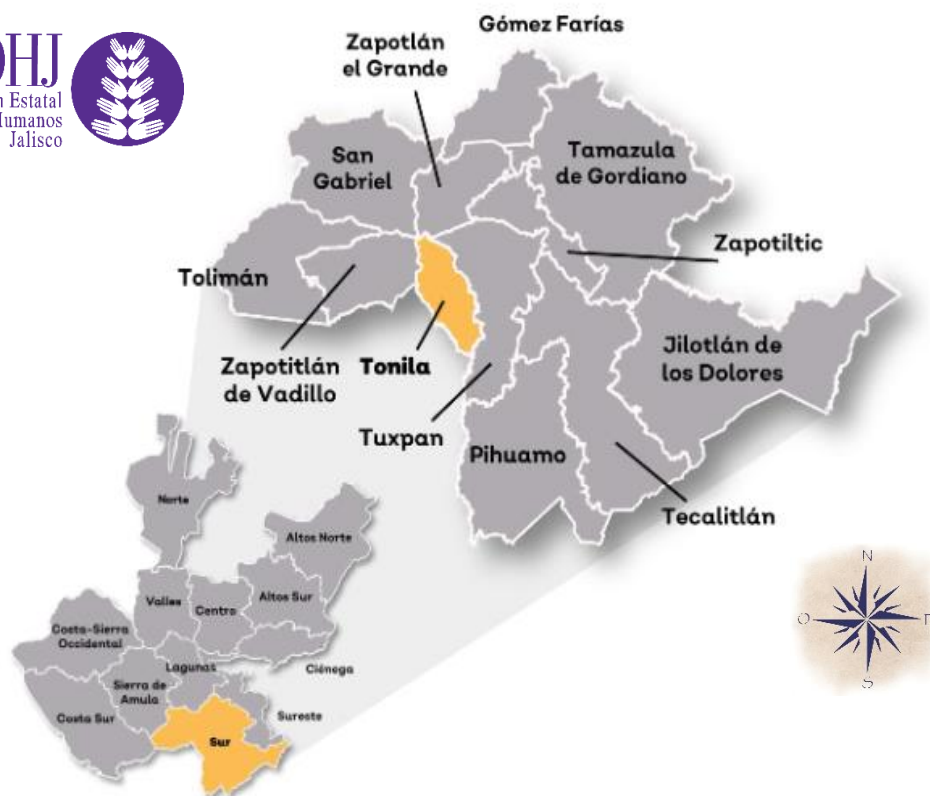 HJ
Estatal
Humanos
Jalisco
Gómez Farías
Zapotlán
el Grande
San
Gabriel
Tamazula
de Gordiano
Zapotiltic
Tolimán
Zapotitlán
de Vadillo
Tonila
Jilotlán de
los Dolores
Tuxpan
Pihuamo
Tecalitlán
Norte
Altos Norte
Valles
Centro
Altos Sur
Costa-Sierra
Occidental
Lagunas
Ciénega
Sierra de
Amula
Costa Sur
Sureste
Sur
N
O
S